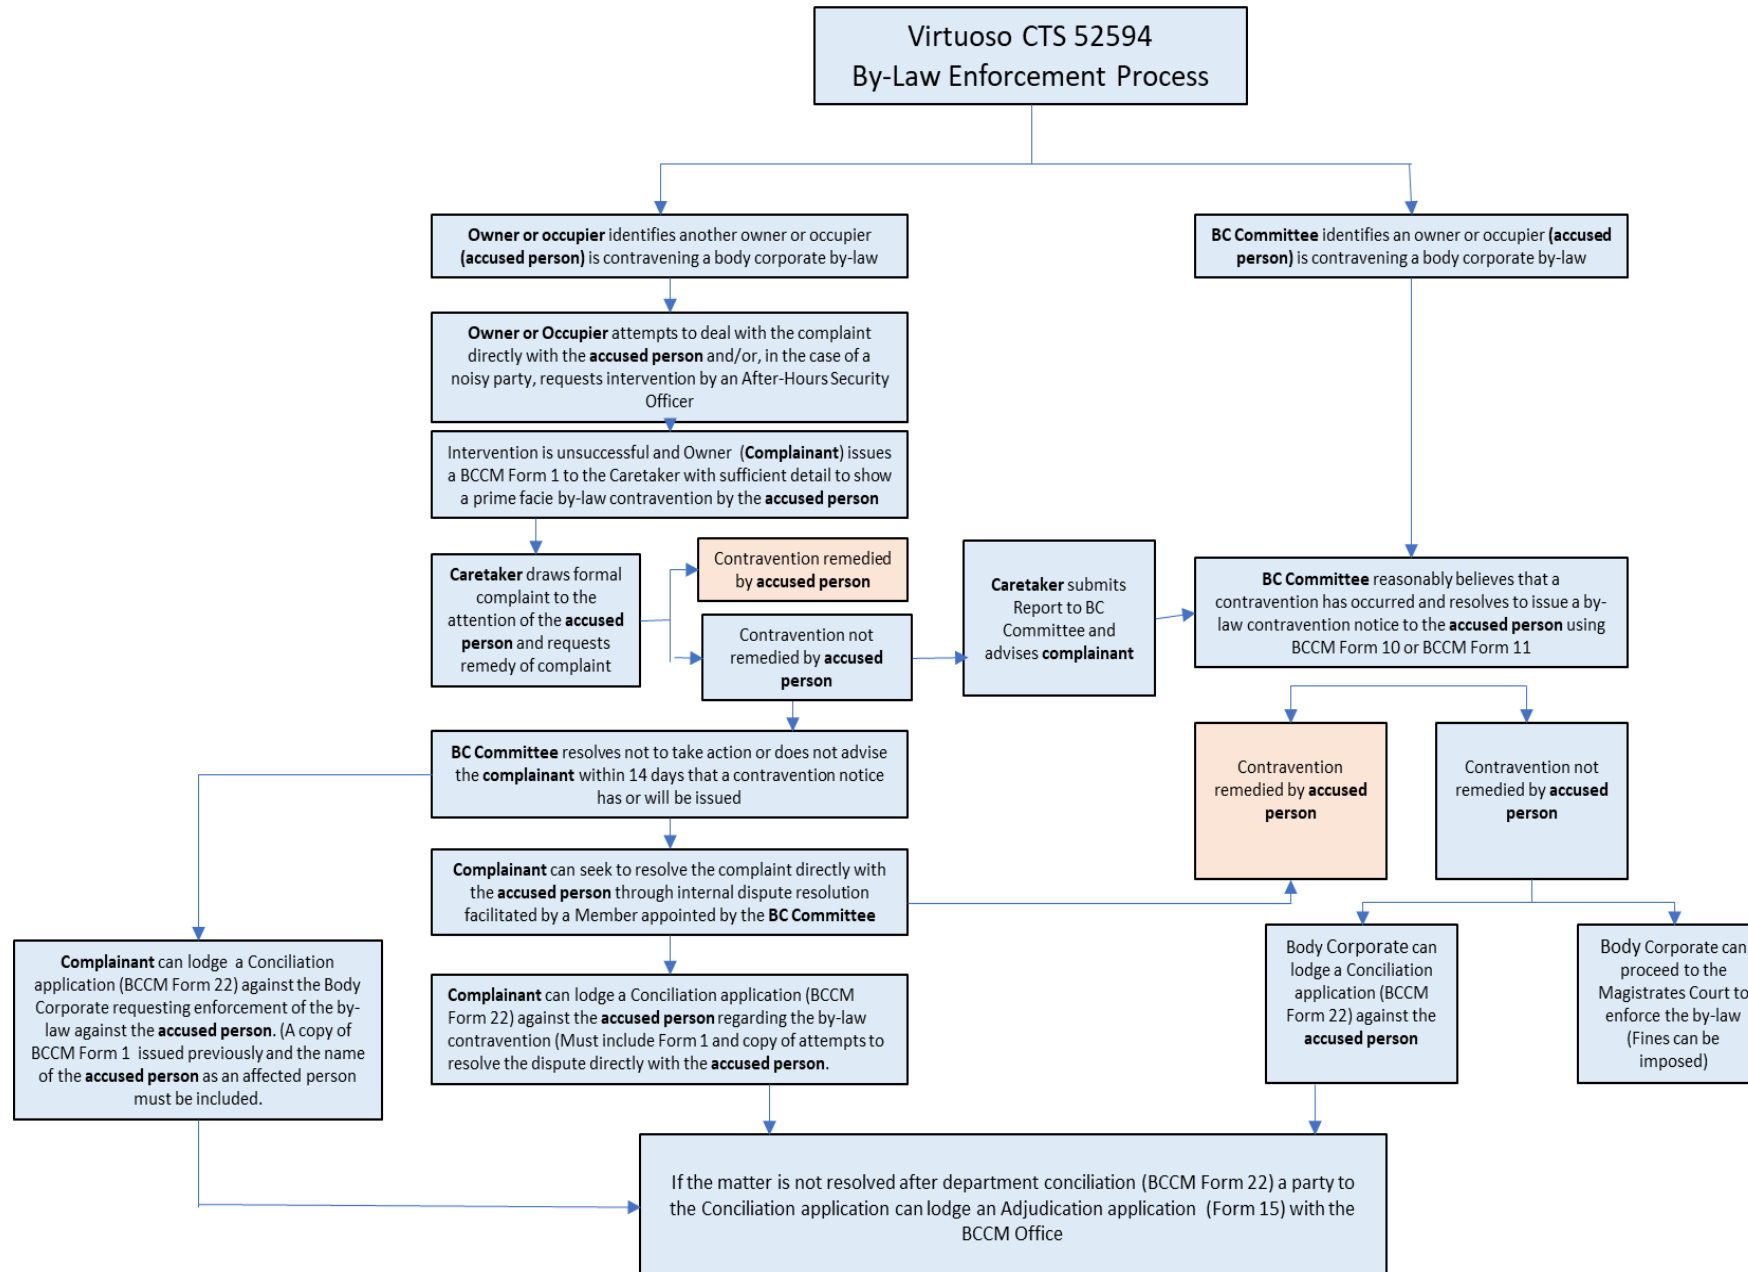 Virtuoso CTS 52594
By-Law Enforcement Process
Owner or occupier identifies another owner or occupier
(accused person) is contravening a body corporate by-law
BC Committee identifies an owner or occupier (accused
person) is contravening a body corporate by-law
Owner or Occupier attempts to deal with the complaint
directly with the accused person and/or, in the case of a
noisy party, requests intervention by an After-Hours Security
Officer
Intervention is unsuccessful and Owner (Complainant) issues
a BCCM Form 1 to the Caretaker with sufficient detail to show
a prime facie by-law contravention by the accused person
Caretaker draws formal
complaint to the
attention of the accused
person and requests
remedy of complaint
Contravention remedied
by accused person
Contravention not
remedied by accused
person
Caretaker submits
Report to BC
Committee and
advises complainant
BC Committee reasonably believes that a
contravention has occurred and resolves to issue a by-
law contravention notice to the accused person using
BCCM Form 10 or BCCM Form 11
BC Committee resolves not to take action or does not advise
the complainant within 14 days that a contravention notice
has or will be issued
Contravention
remedied by accused
person
Contravention not
remedied by accused
person
Complainant can seek to resolve the complaint directly with
the accused person through internal dispute resolution
facilitated by a Member appointed by the BC Committee
Complainant can lodge a Conciliation
application (BCCM Form 22) against the Body
Corporate requesting enforcement of the by-
law against the accused person. (A copy of
BCCM Form 1 issued previously and the name
of the accused person as an affected person
must be included.
Complainant can lodge a Conciliation application (BCCM
Form 22) against the accused person regarding the by-law
contravention (Must include Form 1 and copy of attempts to
resolve the dispute directly with the accused person.
Body Corporate can
lodge a Conciliation
application (BCCM
Form 22) against the
accused person
Body Corporate can
proceed to the
Magistrates Court to
enforce the by-law
(Fines can be
imposed)
If the matter is not resolved after department conciliation (BCCM Form 22) a party to
the Conciliation application can lodge an Adjudication application (Form 15) with the
BCCM Office